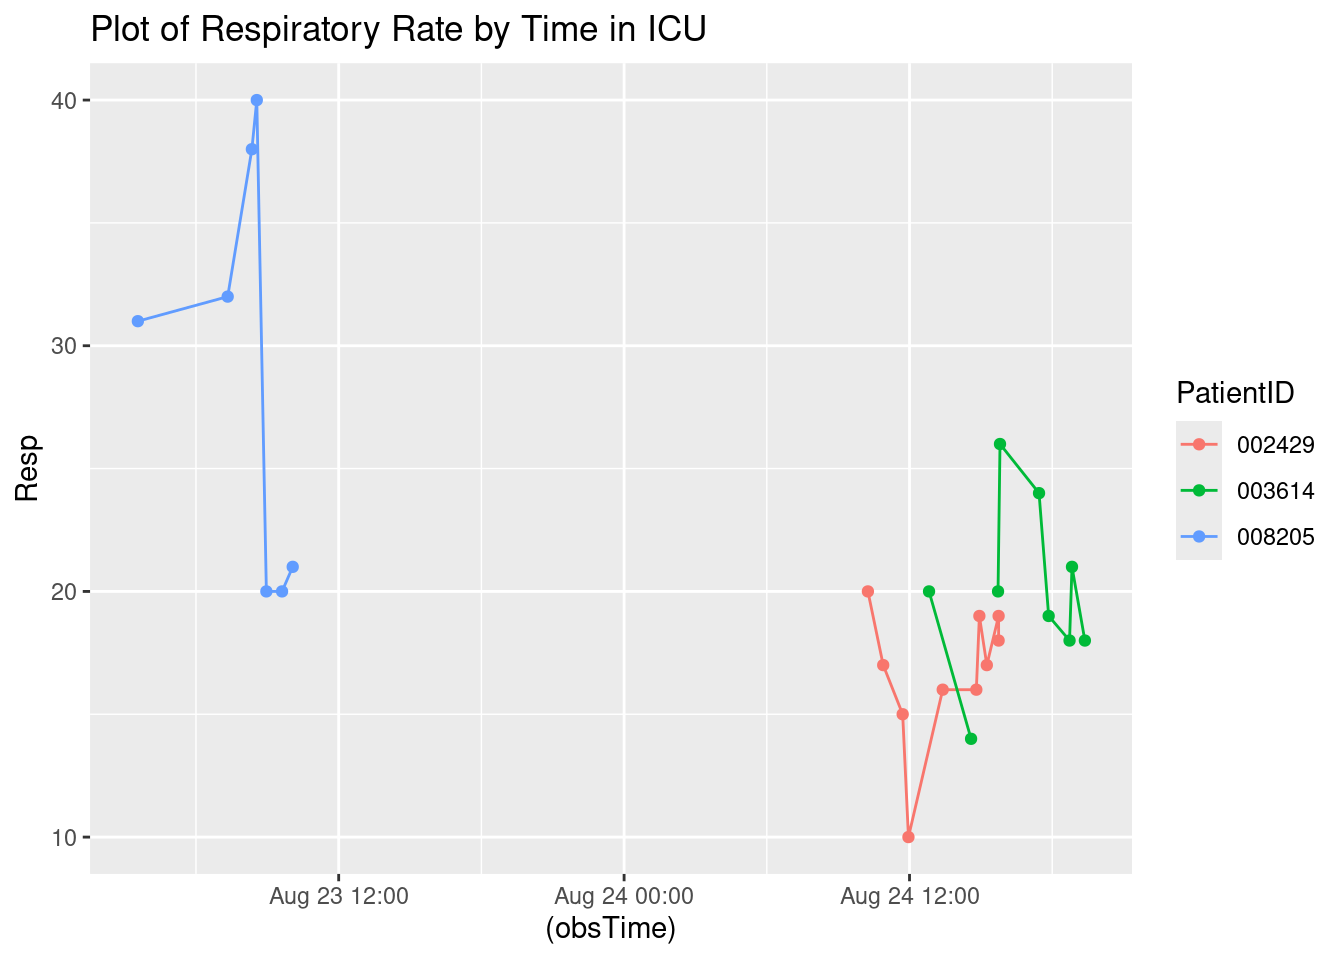 Plot of Respiratory Rate by Time in ICU
40
30
20
10
Resp
Aug 23 12:00
Aug 24 00:00
Aug 24 12:00
(obsTime)
PatientID
002429
003614
008205